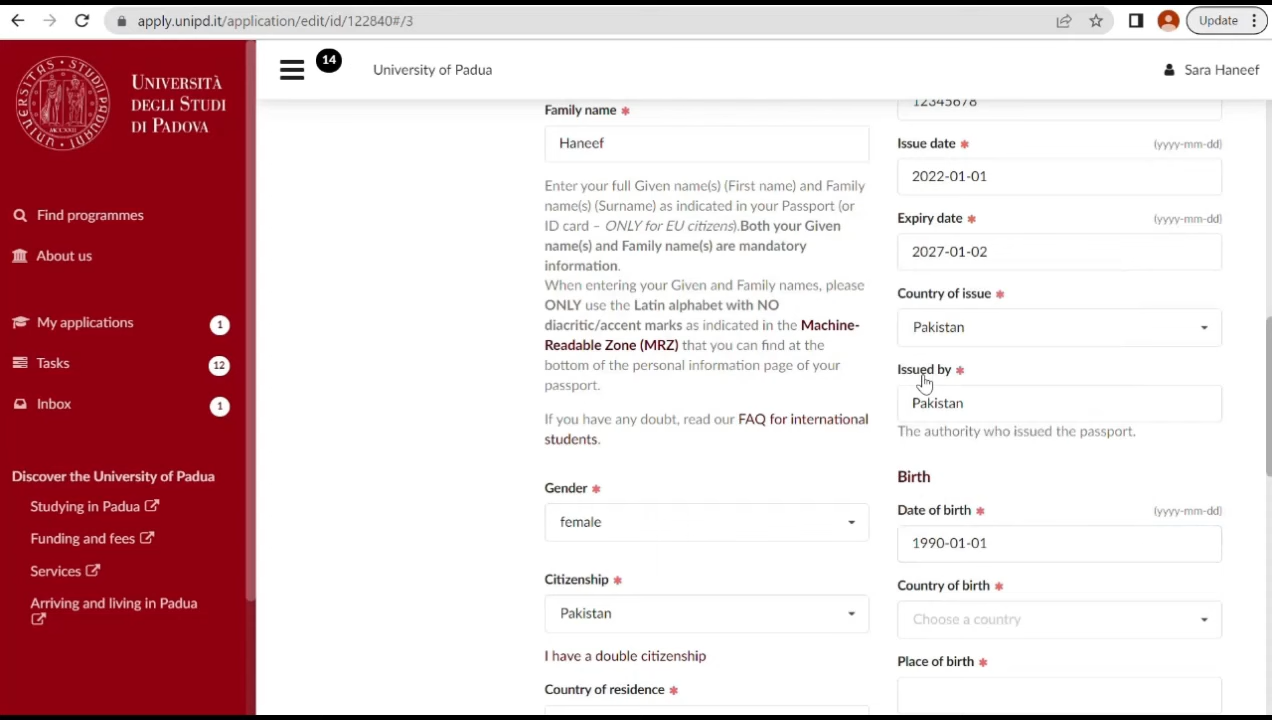 apply.unipd.it/application/edit/id/122840#/3
Update
UNIVERSITÀ
DEGLI STUDI
DI PADOVA
14
University of Padua
Sara Haneef
Find programmes
About us
My applications 1
Tasks 12
Inbox 1
Discover the University of Padua
Studying in Padua
Funding and fees
Services
Arriving and living in Padua
Family name *
Haneef
Enter your full Given name(s) (First name) and Family
name(s) (Surname) as indicated in your Passport (or
ID card – ONLY for EU citizens).Both your Given
name(s) and Family name(s) are mandatory
information.
When entering your Given and Family names, please
ONLY use the Latin alphabet with NO
diacritic/accent marks as indicated in the Machine-
Readable Zone (MRZ) that you can find at the
bottom of the personal information page of your
passport.
If you have any doubt, read our FAQ for international
students.
Gender *
female
Citizenship *
Pakistan
I have a double citizenship
Country of residence *
12345678
Issue date * (yyyy-mm-dd)
2022-01-01
Expiry date * (yyyy-mm-dd)
2027-01-02
Country of issue *
Pakistan
Issued by *
Pakistan
The authority who issued the passport.
Birth
Date of birth * (yyyy-mm-dd)
1990-01-01
Country of birth *
Choose a country
Place of birth *